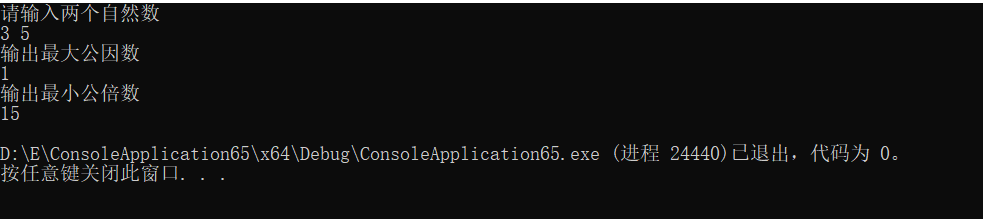 请输入两个自然数
3 5
输出最大公因数
1
输出最小公倍数
15
D:\E\ConsoleApplication65\x64\Debug\ConsoleApplication65.exe (进程 24440)已退出，代码为 0。
按任意键关闭此窗口. . .